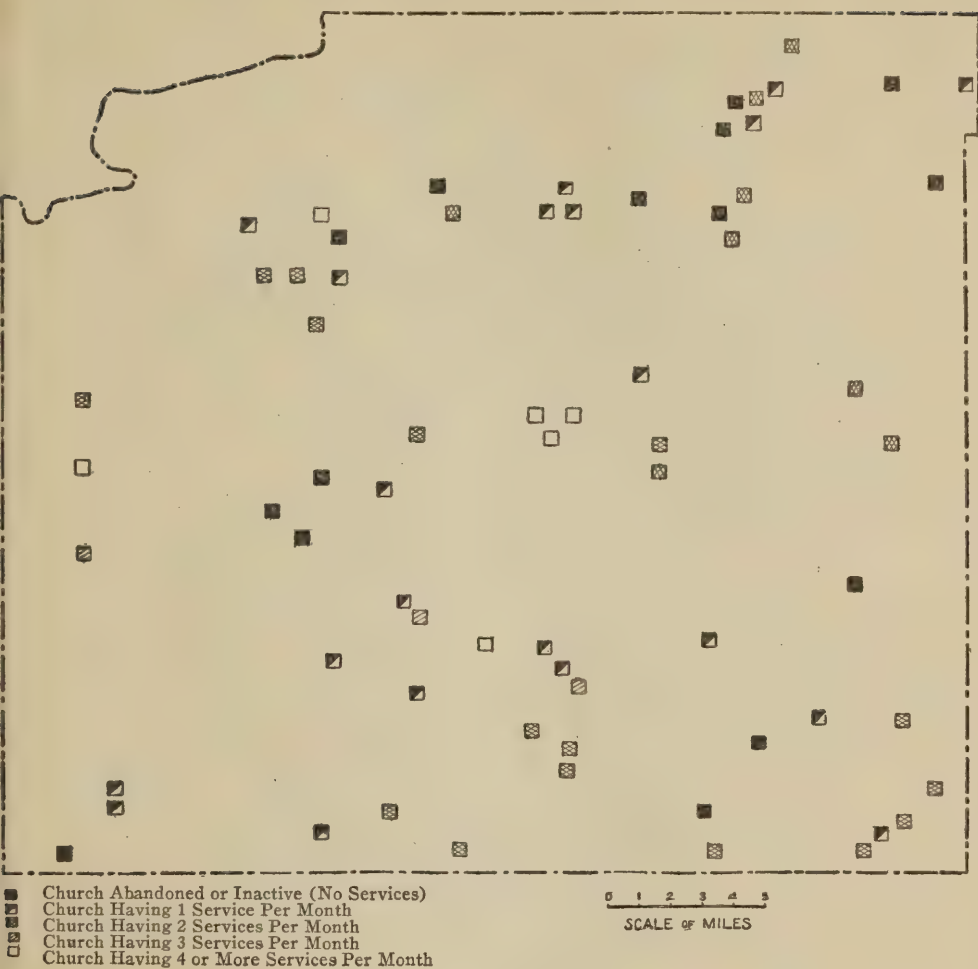 Church Abandoned or Inactive (No Services)
Church Having 1 Service Per Month
Church Having 2 Services Per Month
Church Having 3 Services Per Month
Church Having 4 or More Services Per Month
0 1 2 3 4 5
SCALE OF MILES